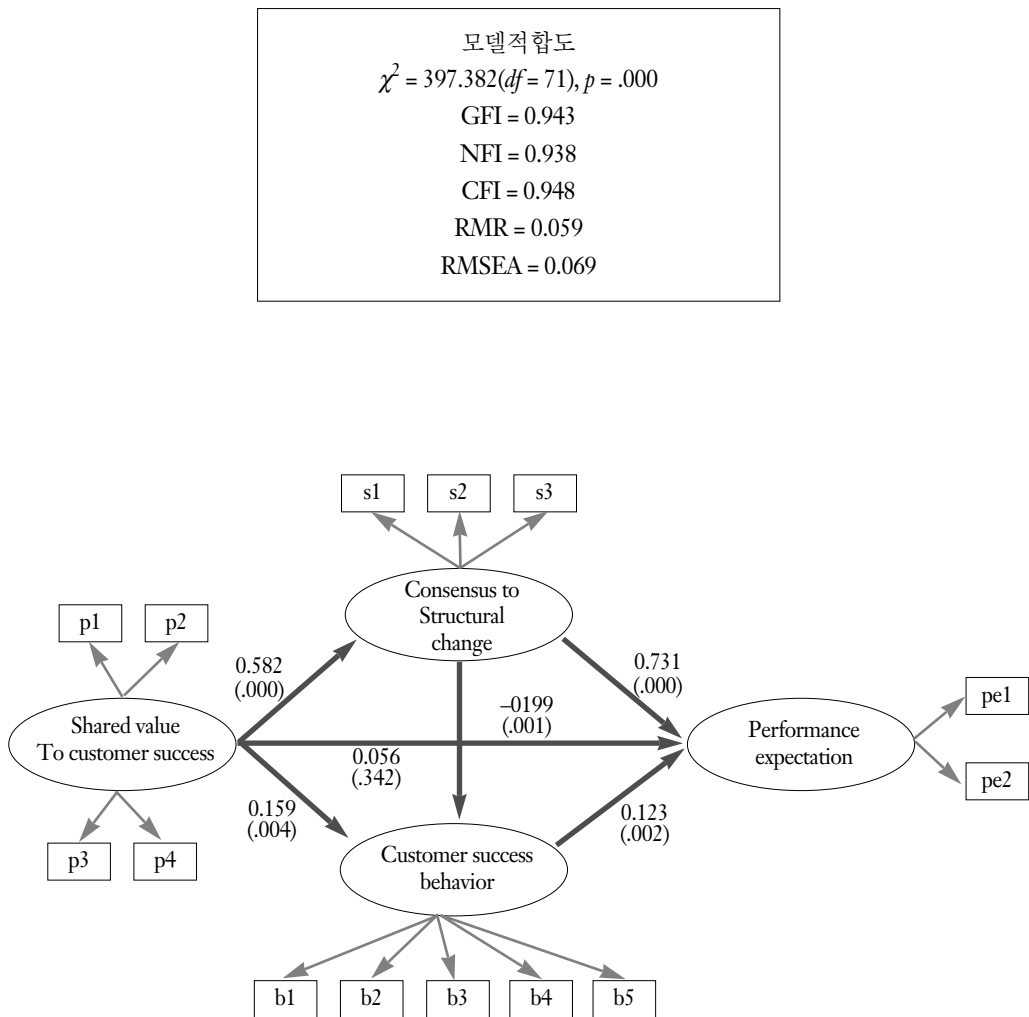 모델적합도
χ² = 397.382(df = 71), p = .000
GFI = 0.943
NFI = 0.938
CFI = 0.948
RMR = 0.059
RMSEA = 0.069
s1 s2 s3
Consensus to
Structural
change
p1 p2
0.582
(.000)
0.731
(.000)
Shared value
To customer success
–0199
(.001)
0.056
(.342)
Performance
expectation
pe1
pe2
0.159
(.004)
0.123
(.002)
p3 p4
Customer success
behavior
b1 b2 b3 b4 b5